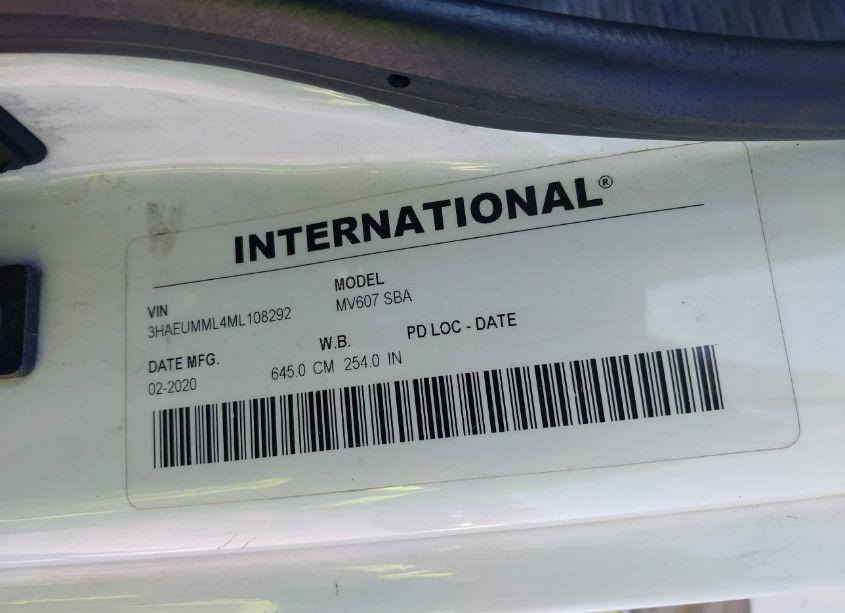 INTERNATIONAL®
VIN
3HAEUMML4ML108292
MODEL
MV607 SBA
DATE MFG.
02-2020
W.B.
645.0 CM 254.0 IN
PD LOC - DATE